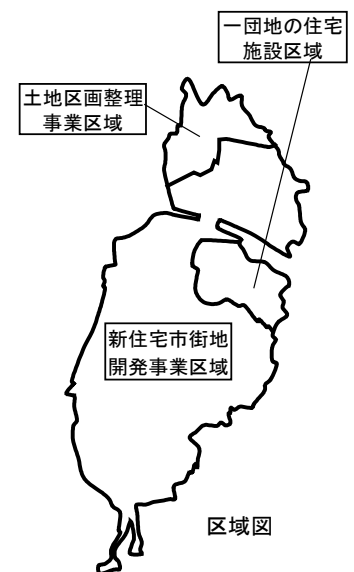 一団地の住宅
施設区域
土地区画整理
事業区域
新住宅市街地
開発事業区域
区域図